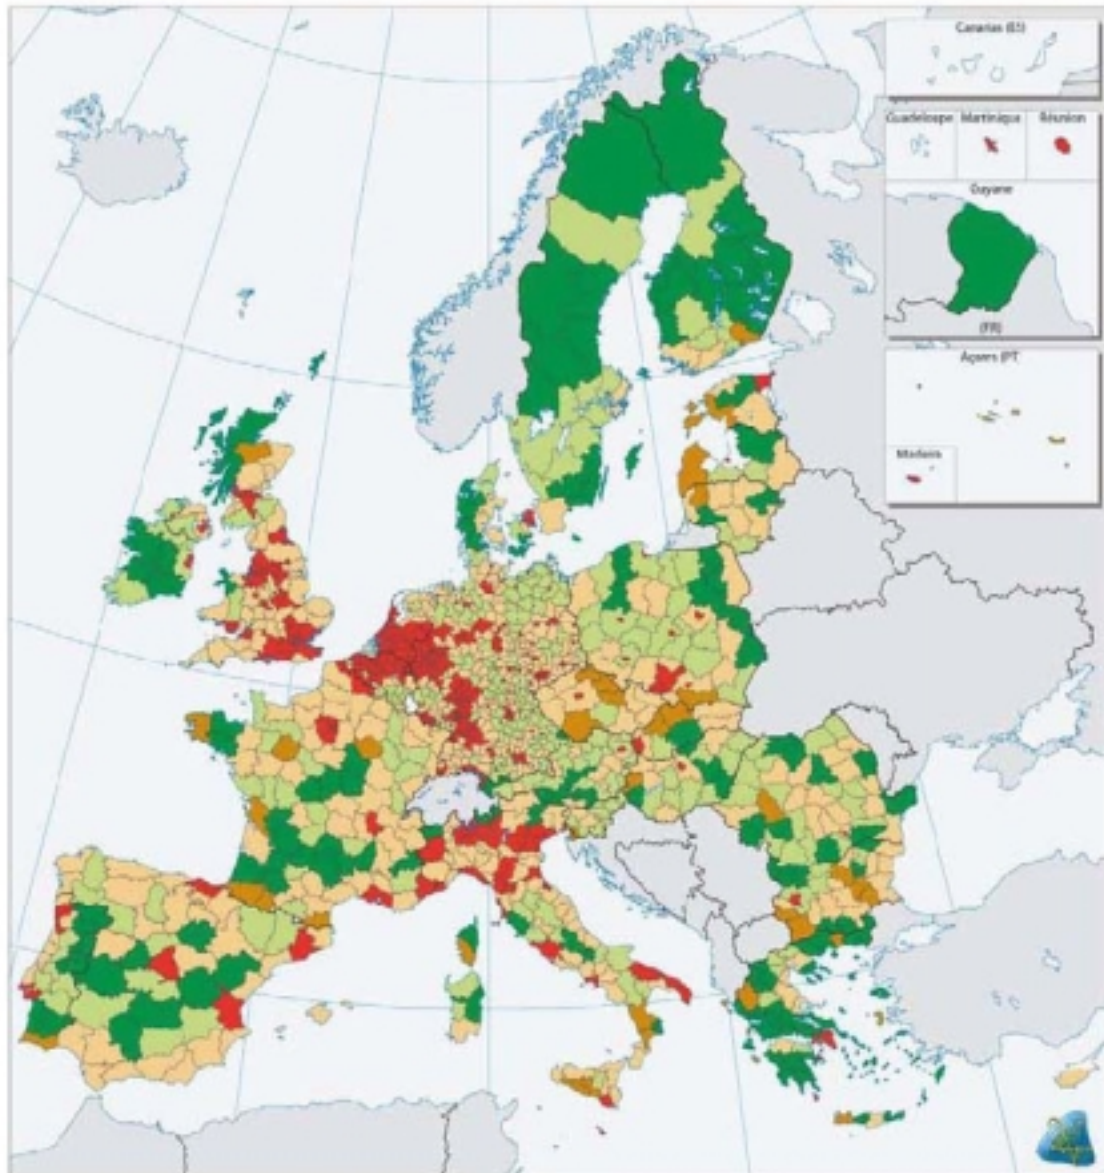 Canarias (ES)
Guadeloupe
Martinique
Réunion
Guyane
(FR)
Açores (PT
Madeira